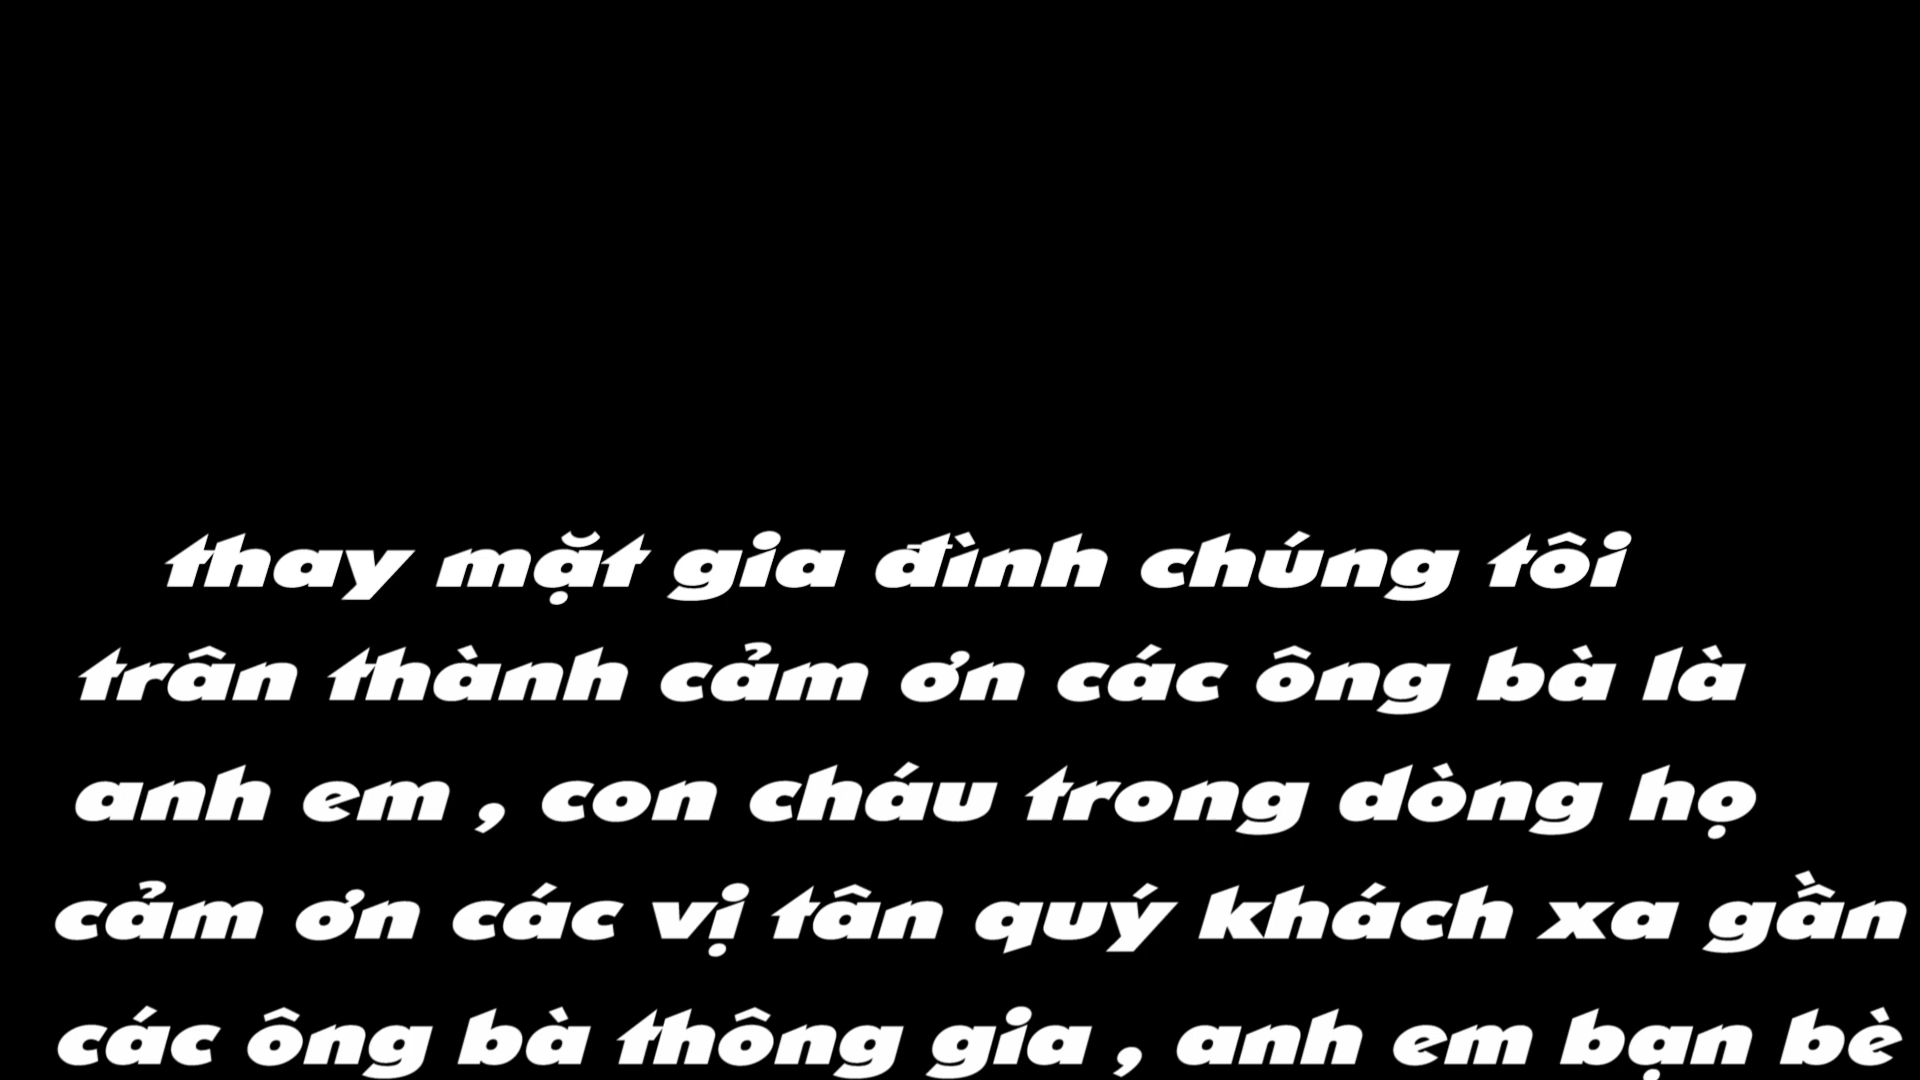 thay mặt gia đình chúng tôi
trân thành cảm ơn các ông bà là
anh em , con cháu trong dòng họ
cảm ơn các vị tân quý khách xa gần
các ông bà thông gia , anh em bạn bè